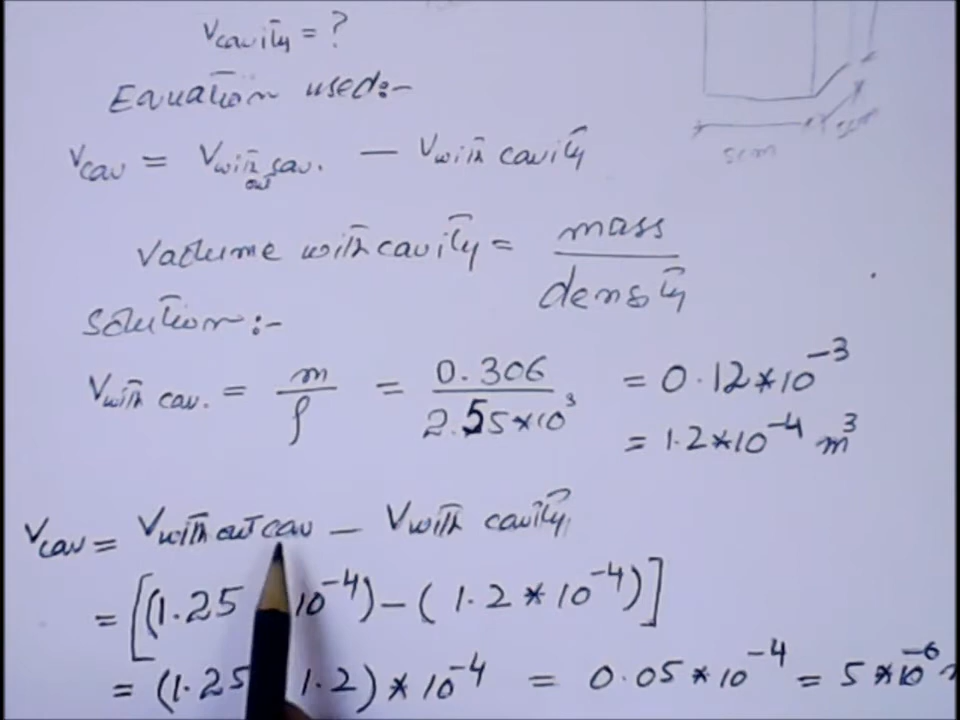 Vcavity = ?
Equation used:-
5cm
Vcav = Vwithout cav. — Vwith cavity
Volume with cavity = mass / density
Solution:-
Vwith cav. = m / ρ = 0.306 / 2.55*10³ = 0.12*10⁻³
= 1.2*10⁻⁴ m³
Vcav = Vwithout cav — Vwith cavity
= [(1.25 10⁻⁴) – (1.2 * 10⁻⁴)]
= (1.25 1.2) * 10⁻⁴ = 0.05 * 10⁻⁴ = 5 * 10⁻⁶